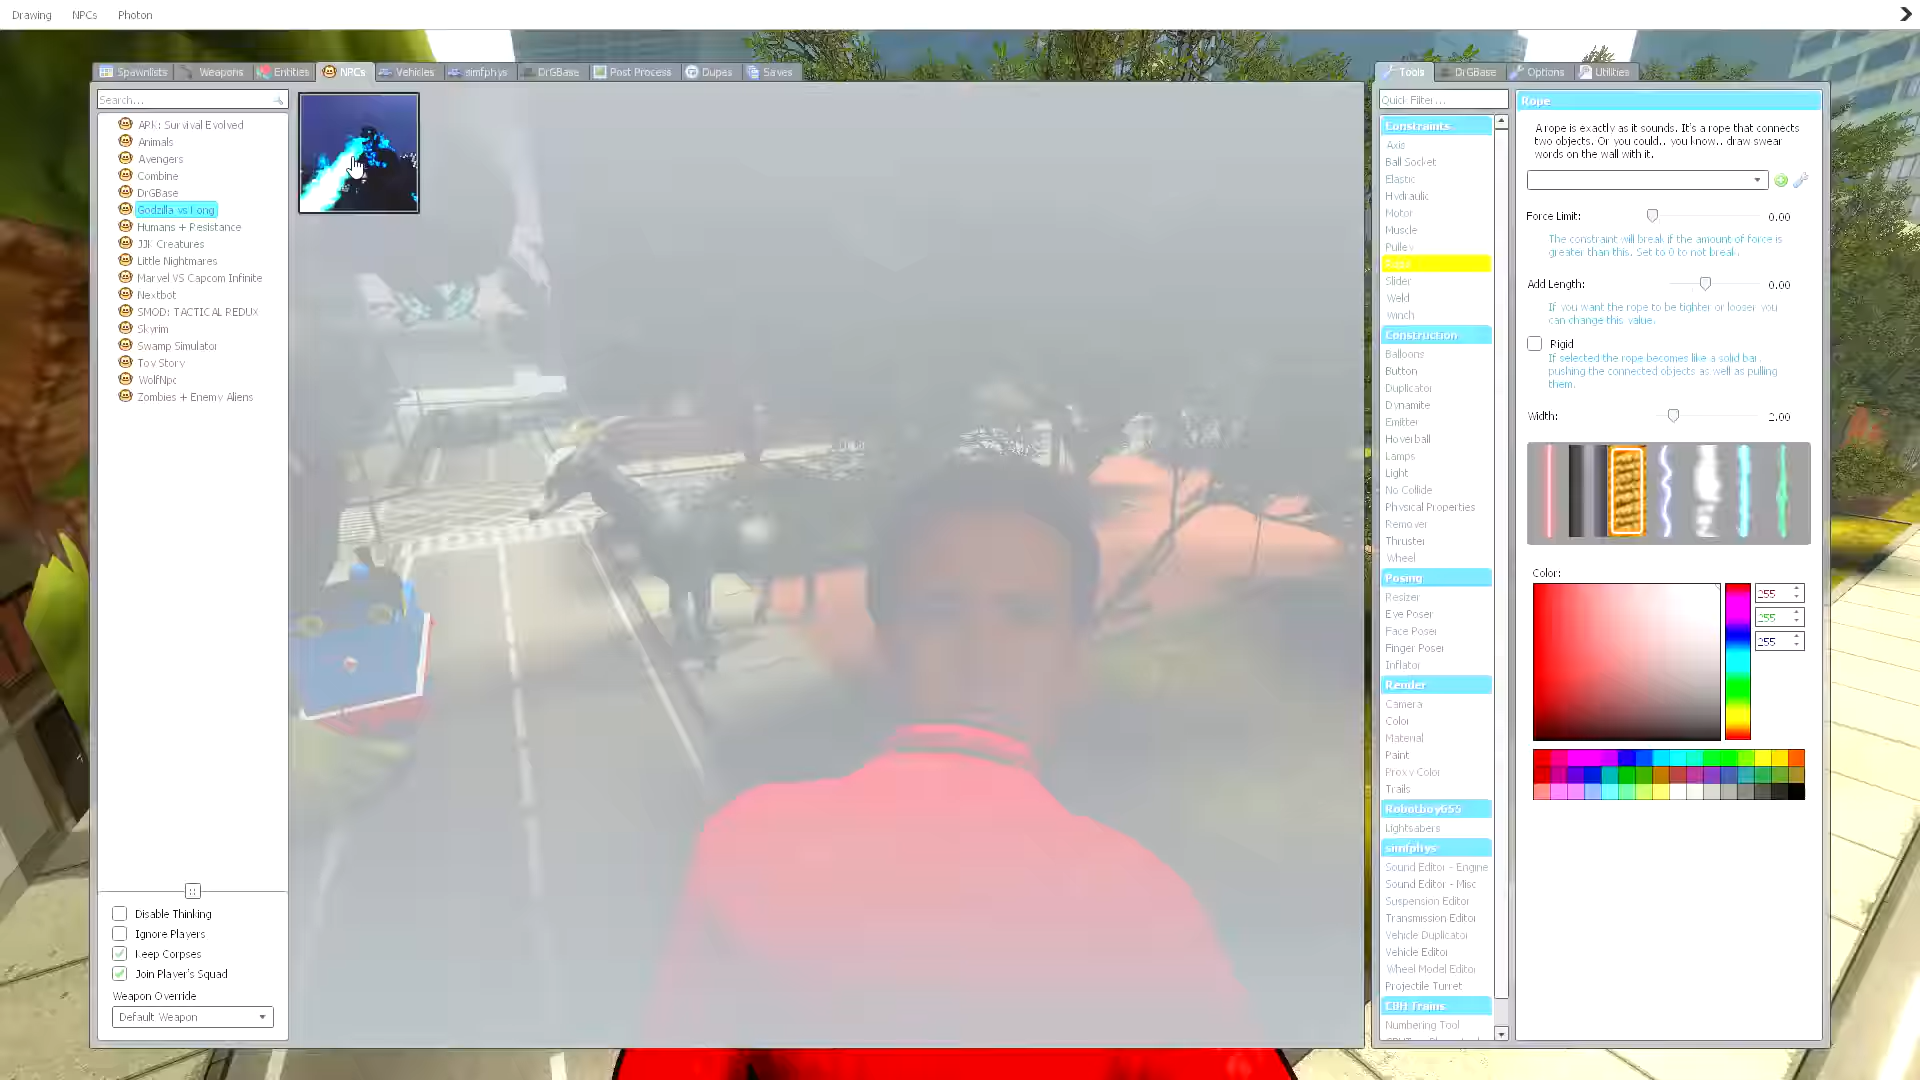 Drawing NPCs Photon
Spawnlists Weapons Entities NPCs Vehicles simfphys DrGBase Post Process Dupes Saves
Tools DrGBase Options Utilities
Search...
ARK: Survival Evolved
Animals
Avengers
Combine
DrGBase
Godzilla vs Kong
Humans + Resistance
JJK Creatures
Little Nightmares
Marvel VS Capcom Infinite
Nextbot
SMOD: TACTICAL REDUX
Skyrim
Swamp Simulator
Toy Story
WolfNpc
Zombies + Enemy Aliens
Disable Thinking
Ignore Players
Keep Corpses
Join Player's Squad
Weapon Override
Default Weapon
Quick Filter...
Constraints
Axis
Ball Socket
Elastic
Hydraulic
Motor
Muscle
Pulley
Rope
Slider
Weld
Winch
Construction
Balloons
Button
Duplicator
Dynamite
Emitter
Hoverball
Lamps
Light
No Collide
Physical Properties
Remover
Thruster
Wheel
Posing
Resizer
Eye Poser
Face Poser
Finger Poser
Inflator
Render
Camera
Color
Material
Paint
Proxy Color
Trails
Robotboy655
Lightsabers
simfphys
Sound Editor - Engine
Sound Editor - Misc
Suspension Editor
Transmission Editor
Vehicle Duplicator
Vehicle Editor
Wheel Model Editor
Projectile Turret
Numbering Tool
Rope
A rope is exactly as it sounds. It's a rope that connects
two objects. Or you could.. you know.. draw swear
words on the wall with it.
Force Limit: 0.00
The constraint will break if the amount of force is
greater than this. Set to 0 to not break.
Add Length: 0.00
If you want the rope to be tighter or looser you
can change this value.
Rigid
If selected the rope becomes like a solid bar,
pushing the connected objects as well as pulling
them.
Width: 2.00
Color:
255
255
255